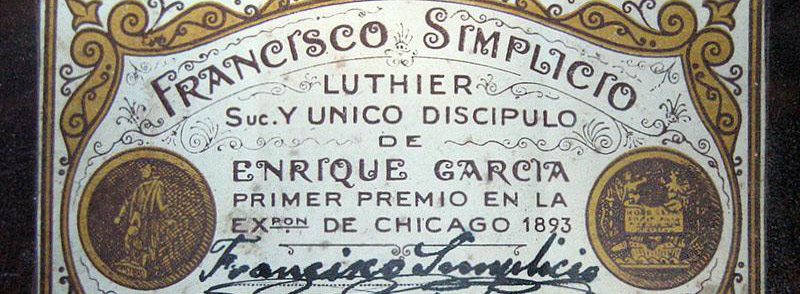 FRANCISCO SIMPLICIO
LUTHIER
SUC. Y UNICO DISCIPULO
DE
ENRIQUE GARCIA
PRIMER PREMIO EN LA
EXPON DE CHICAGO 1893
Francisco Simplicio